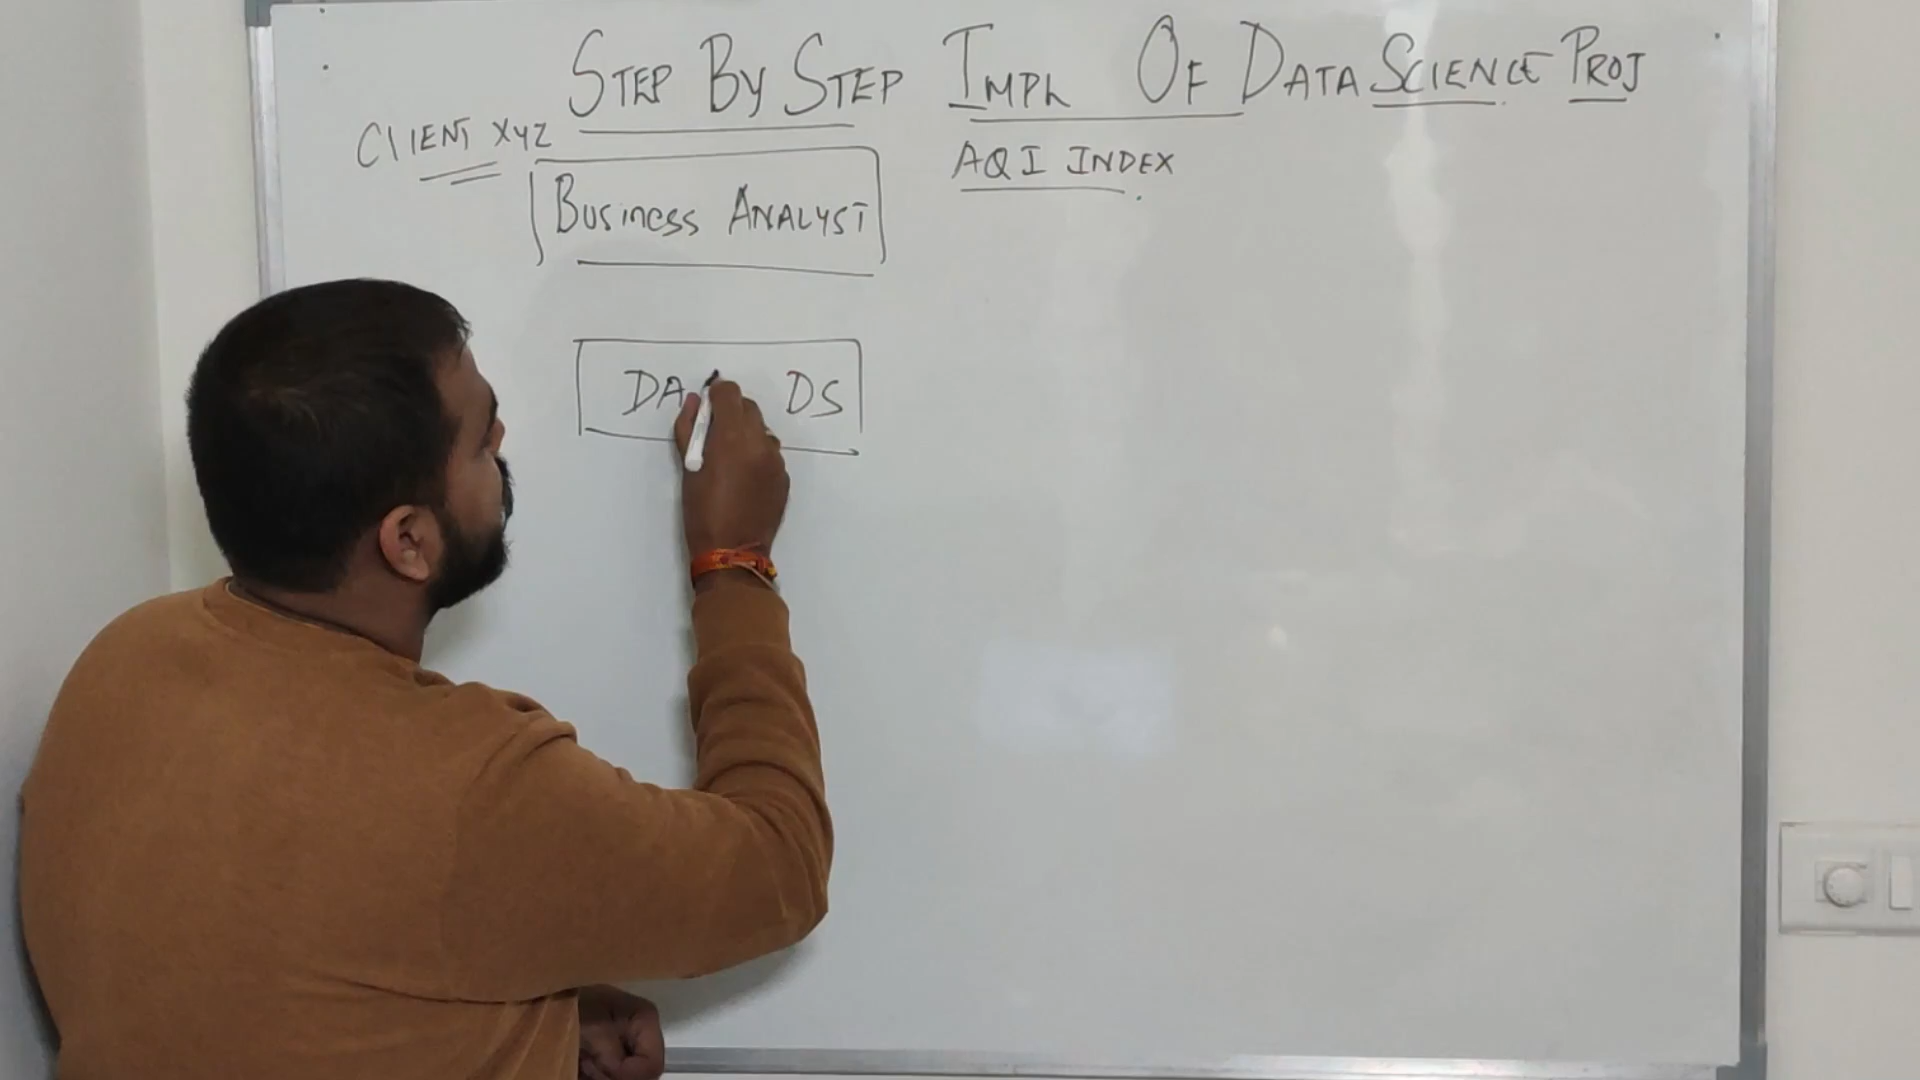 STEP BY STEP IMPL OF DATA SCIENCE PROJ
CLIENT XYZ
AQI INDEX
BUSINESS ANALYST
DA DS